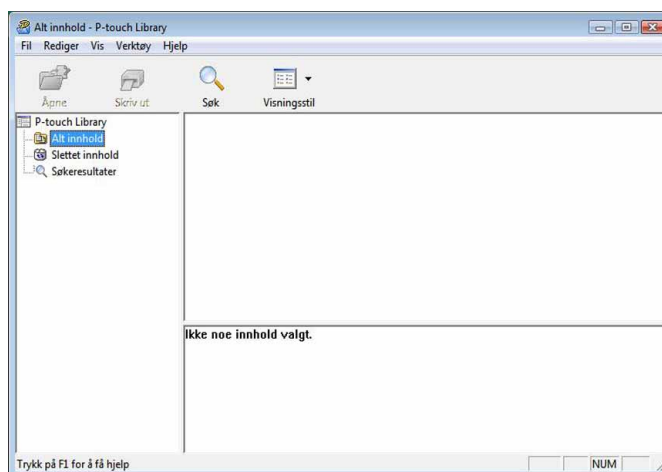 Alt innhold - P-touch Library
Fil Rediger Vis Verktøy Hjelp
Åpne Skriv ut Søk Visningsstil
P-touch Library
Alt innhold
Slettet innhold
Søkeresultater
Ikke noe innhold valgt.
Trykk på F1 for å få hjelp NUM